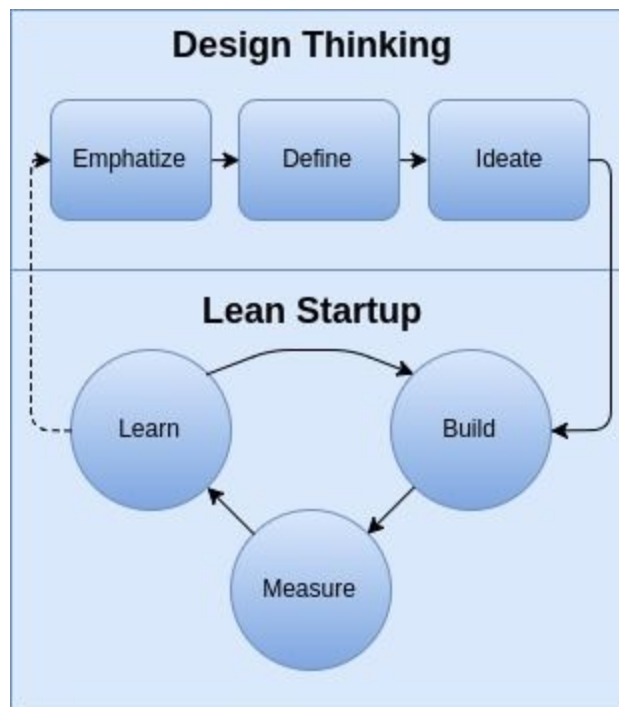 Design Thinking
Emphatize
Define
Ideate
Lean Startup
Learn
Build
Measure